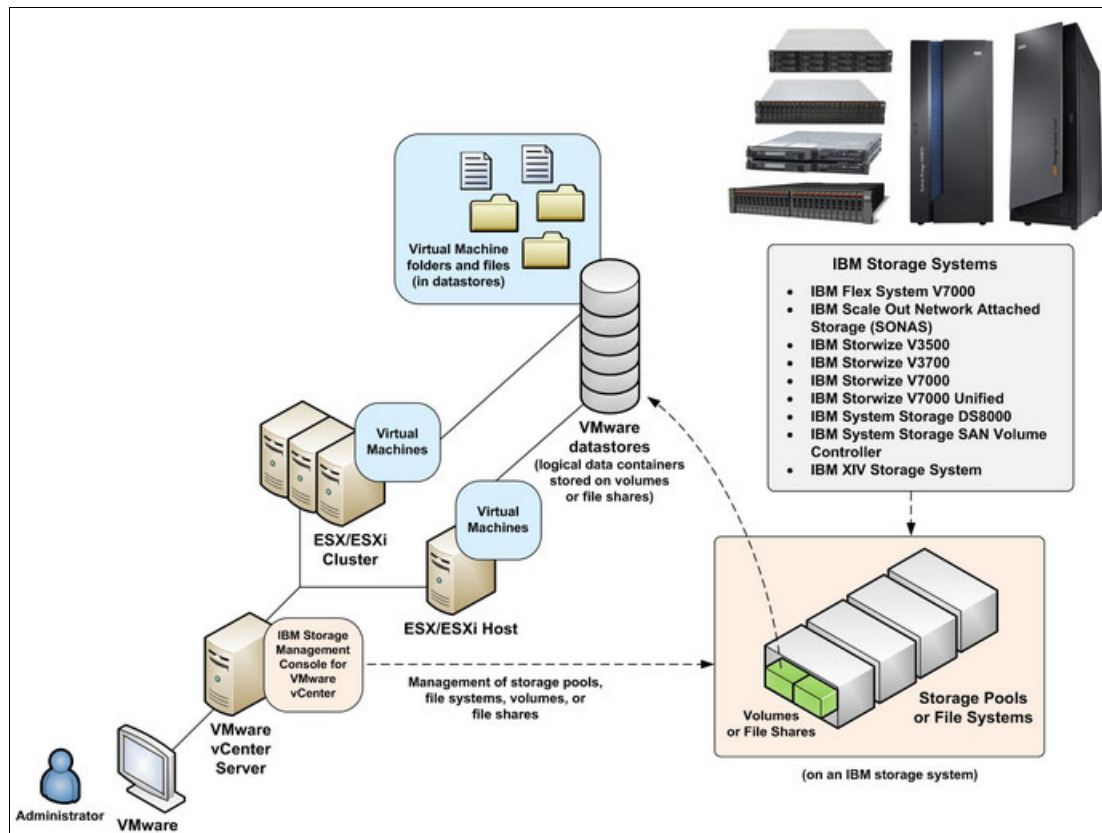 Virtual Machine
folders and files
(in datastores)
IBM Storage Systems
• IBM Flex System V7000
• IBM Scale Out Network Attached
Storage (SONAS)
• IBM Storwize V3500
• IBM Storwize V3700
• IBM Storwize V7000
• IBM Storwize V7000 Unified
• IBM System Storage DS8000
• IBM System Storage SAN Volume
Controller
• IBM XIV Storage System
Virtual
Machines
VMware
datastores
(logical data containers
stored on volumes
or file shares)
Virtual
Machines
ESX/ESXi
Cluster
ESX/ESXi Host
IBM Storage
Management
Console for
VMware
vCenter
Management of storage pools,
file systems, volumes, or
file shares
Volumes
or File Shares
Storage Pools
or File Systems
(on an IBM storage system)
VMware
vCenter
Server
Administrator
VMware